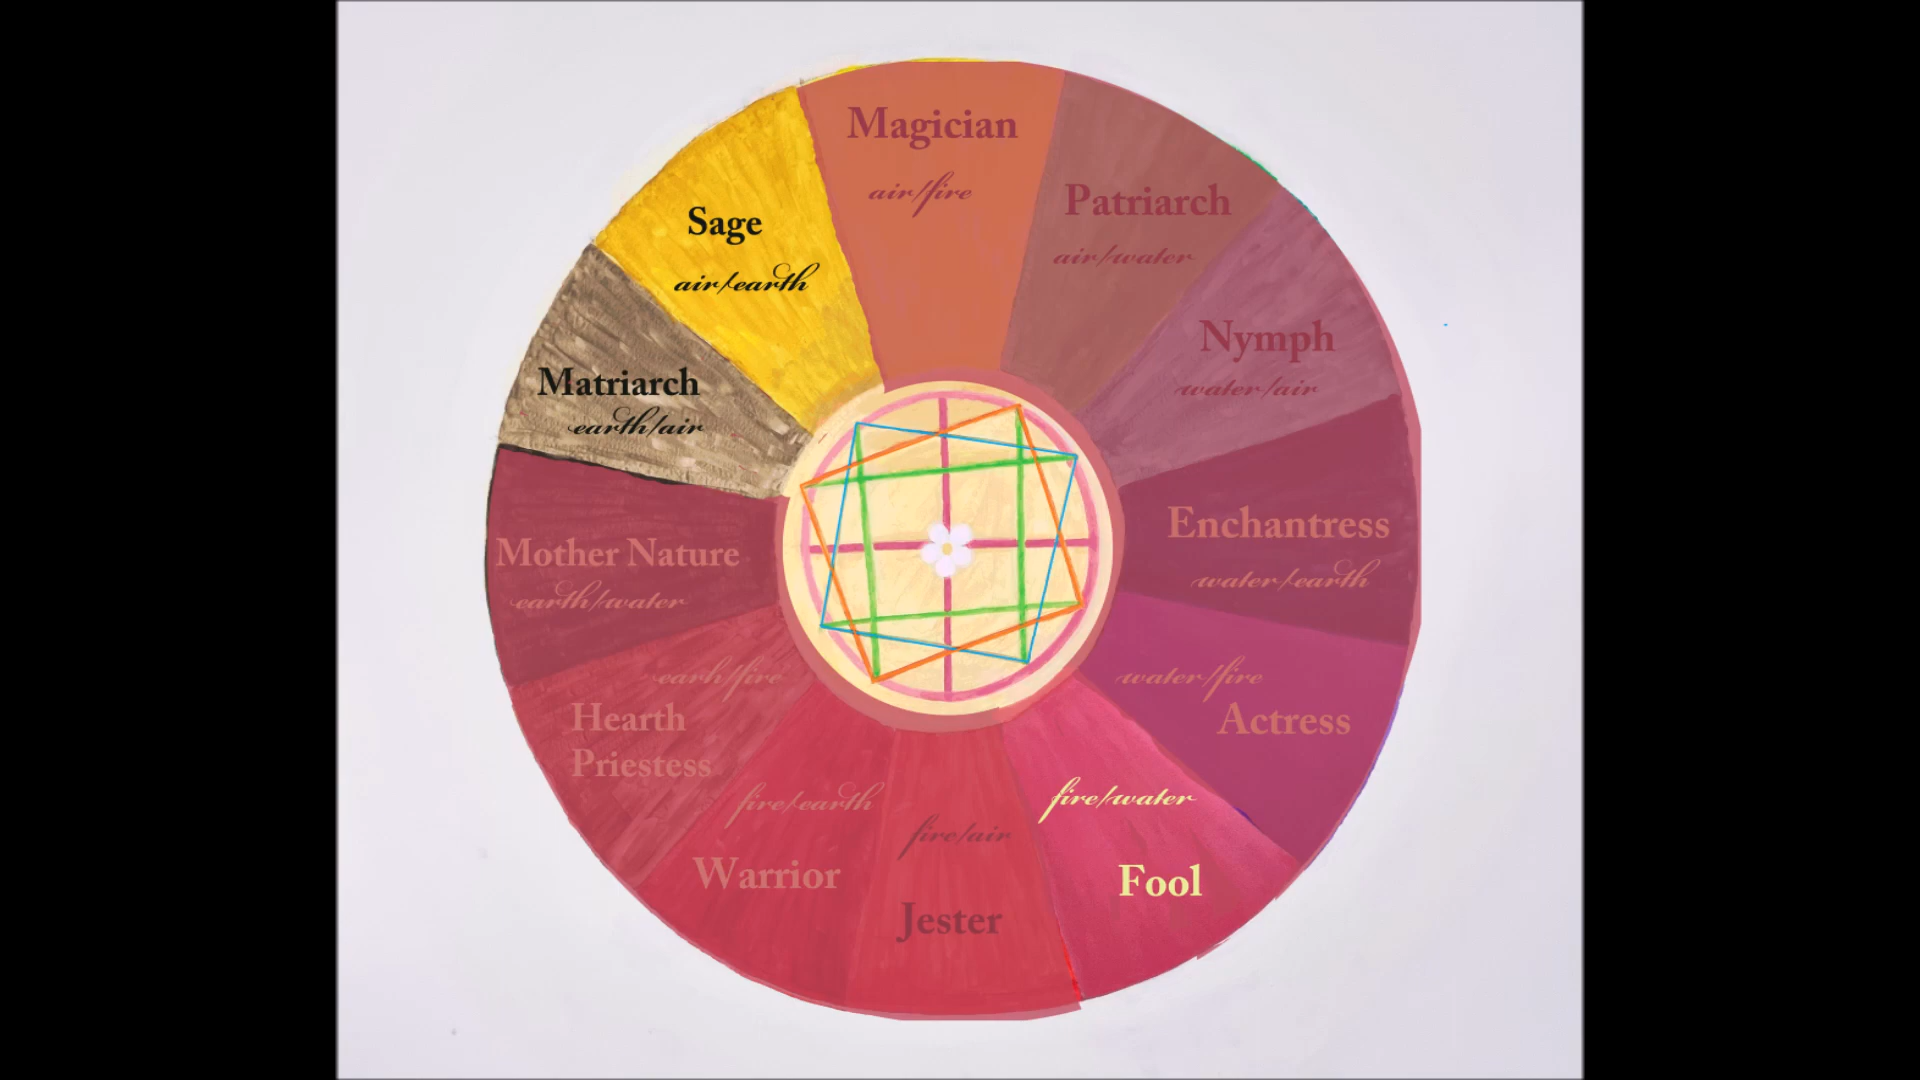 Magician
air/fire
Patriarch
air/water
Nymph
water/air
Enchantress
water/earth
water/fire
Actress
fire/water
Fool
fire/air
Jester
fire/earth
Warrior
earh/fire
Hearth
Priestess
Mother Nature
earth/water
Matriarch
earth/air
Sage
air/earth